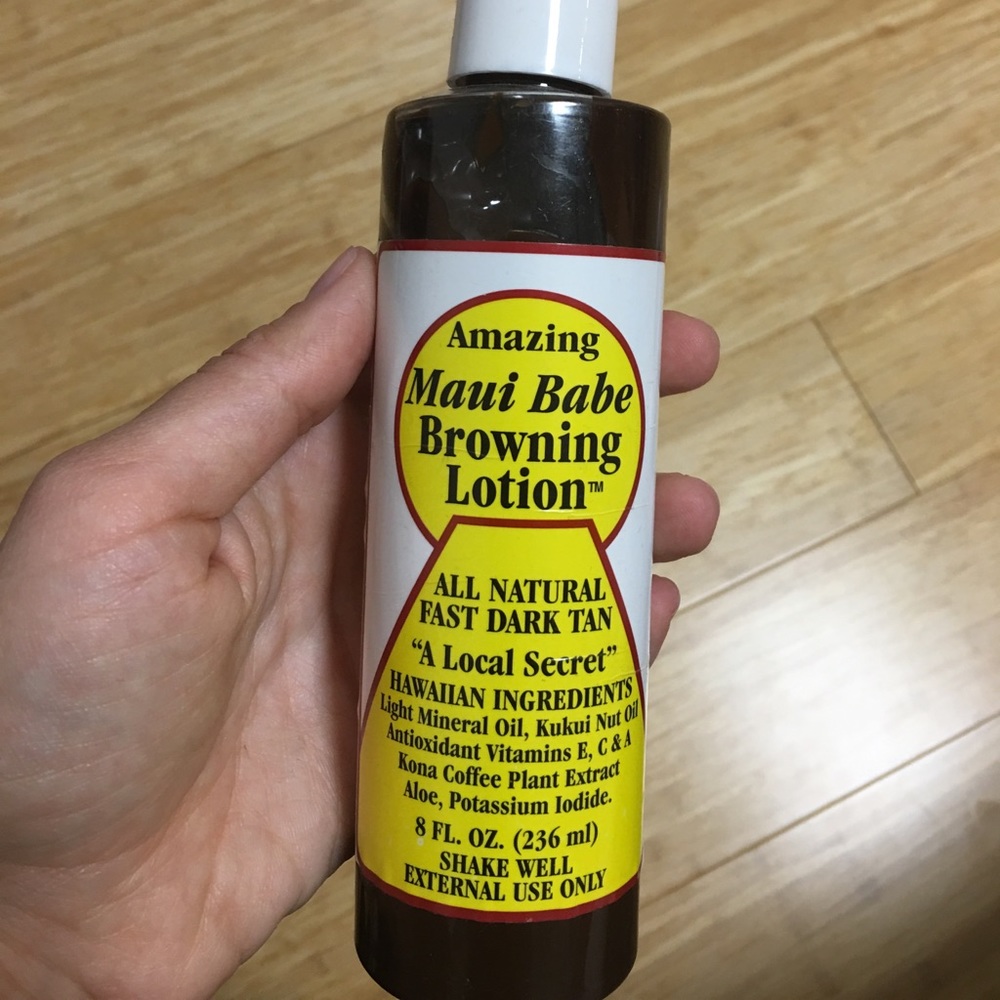 Amazing
Maui Babe
Browning
Lotion™
ALL NATURAL
FAST DARK TAN
“A Local Secret”
HAWAIIAN INGREDIENTS
Light Mineral Oil, Kukui Nut Oil
Antioxidant Vitamins E, C & A
Kona Coffee Plant Extract
Aloe, Potassium Iodide.
8 FL. OZ. (236 ml)
SHAKE WELL
EXTERNAL USE ONLY